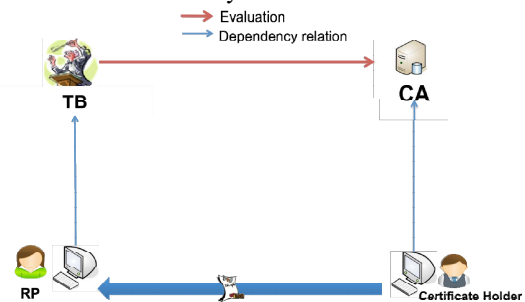 Evaluation
Dependency relation
TB
CA
RP
Certificate Holder